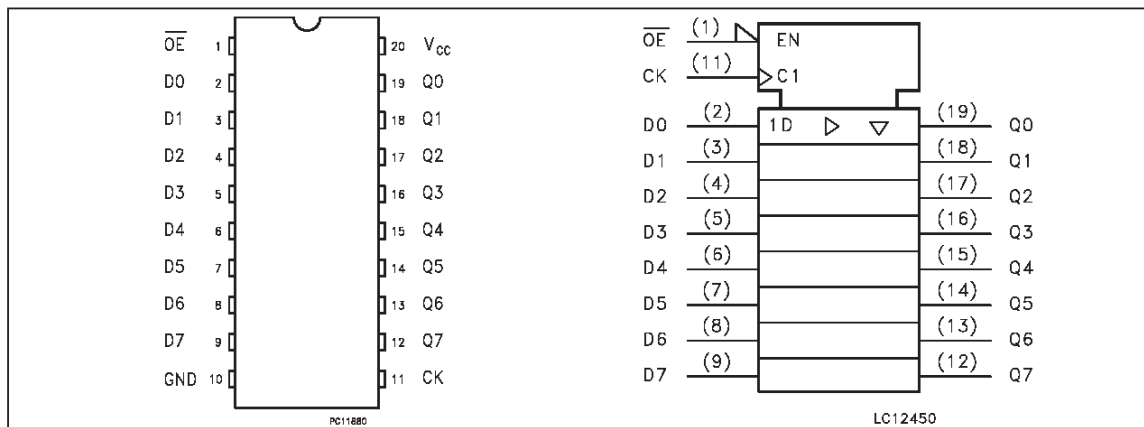 OE 1 20 VCC
D0 2 19 Q0
D1 3 18 Q1
D2 4 17 Q2
D3 5 16 Q3
D4 6 15 Q4
D5 7 14 Q5
D6 8 13 Q6
D7 9 12 Q7
GND 10 11 CK
PC11880
OE (1) EN
CK (11) C1
D0 (2) 1D (19) Q0
D1 (3) (18) Q1
D2 (4) (17) Q2
D3 (5) (16) Q3
D4 (6) (15) Q4
D5 (7) (14) Q5
D6 (8) (13) Q6
D7 (9) (12) Q7
LC12450